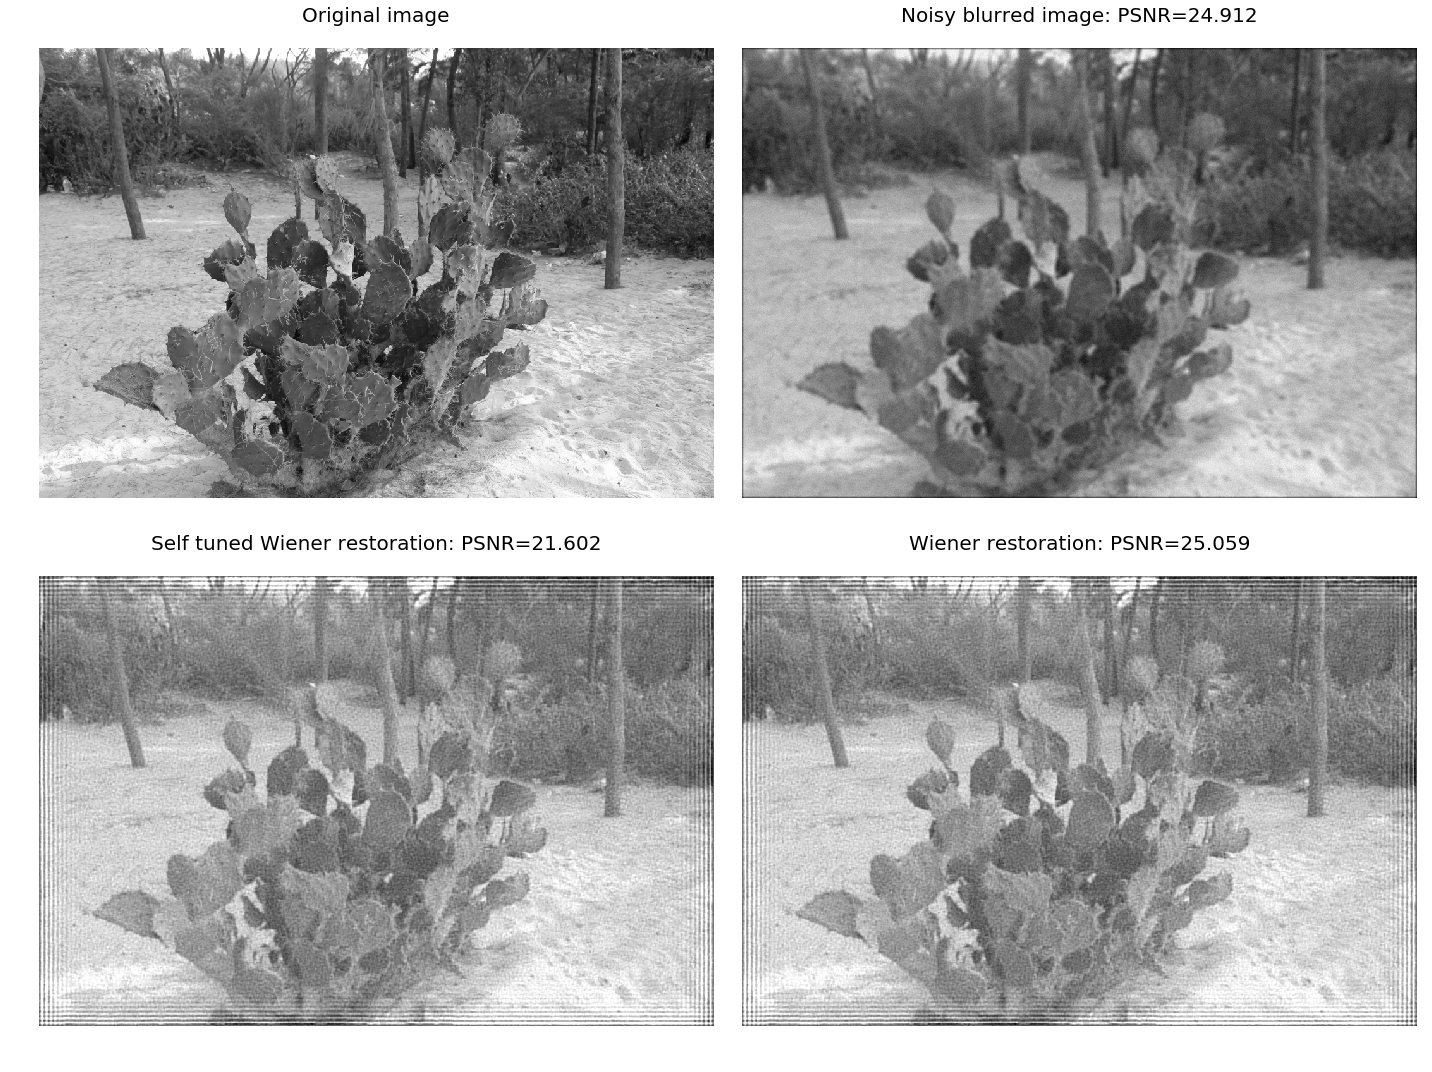 Original image
Noisy blurred image: PSNR=24.912
Self tuned Wiener restoration: PSNR=21.602
Wiener restoration: PSNR=25.059